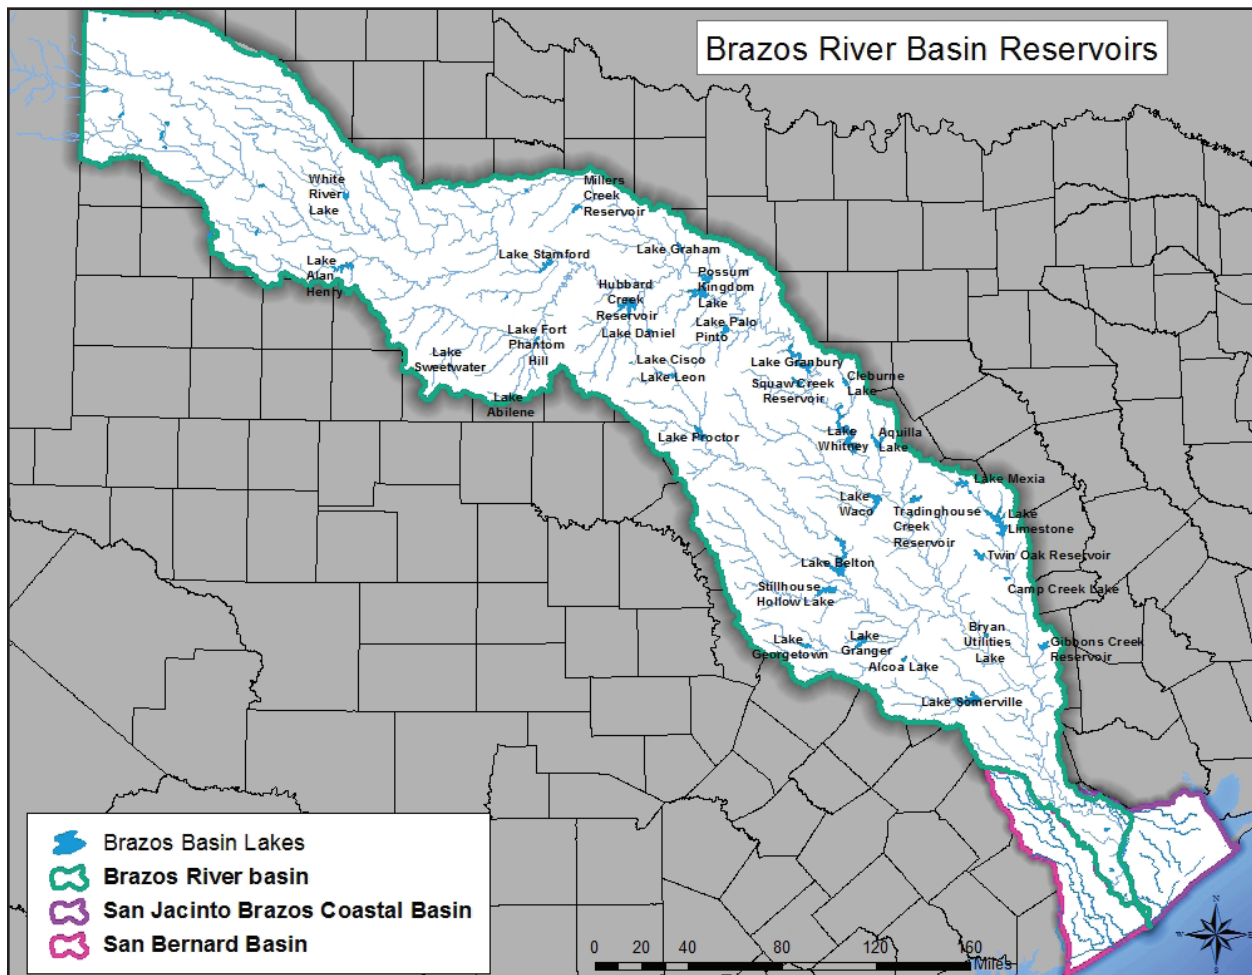 Brazos River Basin Reservoirs
White
River
Lake
Millers
Creek
Reservoir
Lake Graham
Lake Stamford
Lake
Alan
Henry
Possum
Kingdom
Lake
Hubbard
Creek
Reservoir
Lake Palo
Pinto
Lake Daniel
Lake Fort
Phantom
Hill
Lake
Sweetwater
Lake Cisco
Lake Leon
Lake Granbury
Squaw Creek
Reservoir
Cleburne
Lake
Lake
Abilene
Lake Proctor
Lake
Whitney
Aquilla
Lake
Lake Mexia
Lake
Waco
Tradinghouse
Creek
Reservoir
Lake
Limestone
Twin Oak Reservoir
Lake Belton
Stillhouse
Hollow Lake
Camp Creek Lake
Lake
Georgetown
Lake
Granger
Alcoa Lake
Bryan
Utilities
Lake
Gibbons Creek
Reservoir
Lake Somerville
Brazos Basin Lakes
Brazos River basin
San Jacinto Brazos Coastal Basin
San Bernard Basin
0 20 40 80 120 160
Miles
N
W E
S